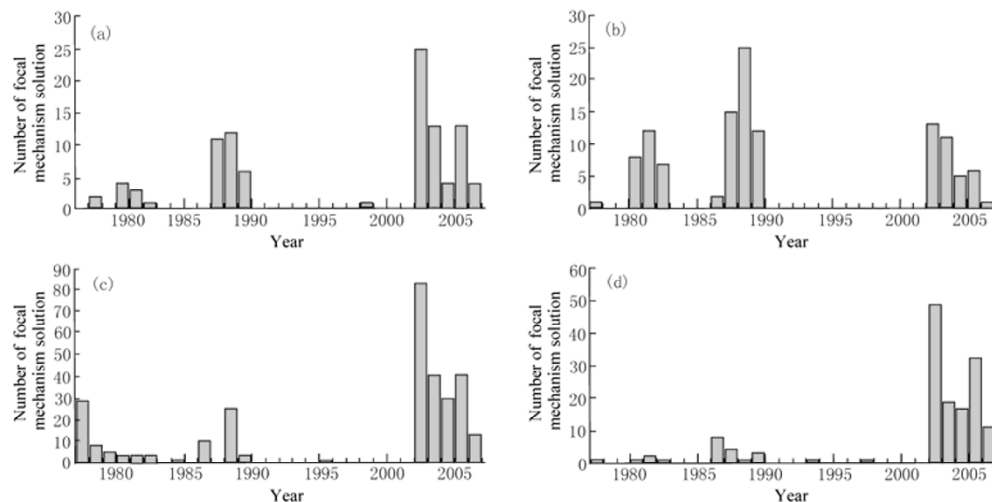 (a)
Number of focal
mechanism solution
30
25
20
15
10
5
0
1980 1985 1990 1995 2000 2005
Year
(b)
Number of focal
mechanism solution
30
25
20
15
10
5
0
1980 1985 1990 1995 2000 2005
Year
(c)
Number of focal
mechanism solution
90
80
70
60
50
40
30
20
10
0
1980 1985 1990 1995 2000 2005
Year
(d)
Number of focal
mechanism solution
60
50
40
30
20
10
0
1980 1985 1990 1995 2000 2005
Year